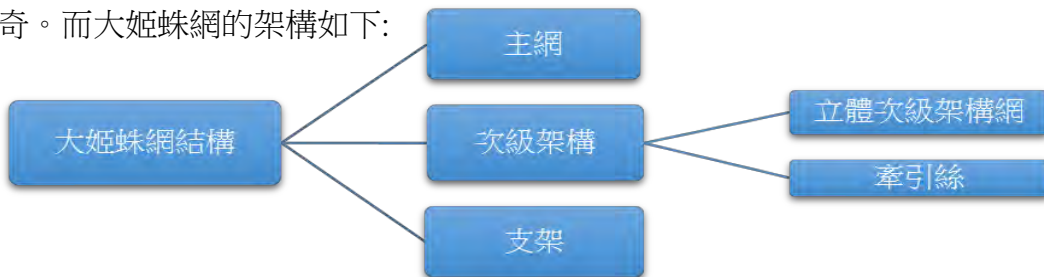 奇。而大姬蛛網的架構如下:
主網
大姬蛛網結構
次級架構
立體次級架構網
牽引絲
支架